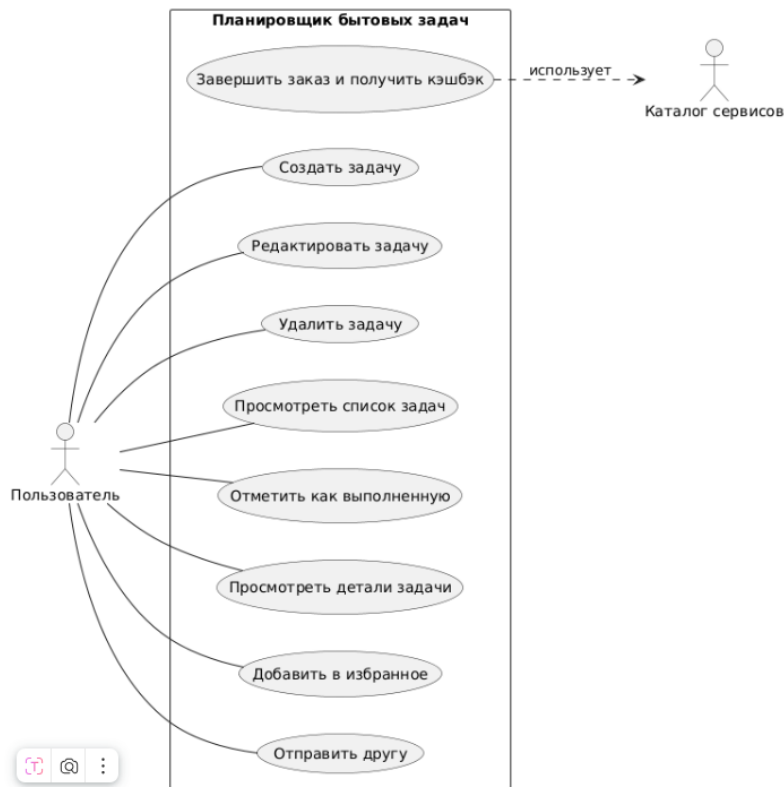 Планировщик бытовых задач
Завершить заказ и получить кэшбэк
использует
Каталог сервисов
Создать задачу
Редактировать задачу
Удалить задачу
Просмотреть список задач
Пользователь
Отметить как выполненную
Просмотреть детали задачи
Добавить в избранное
Отправить другу